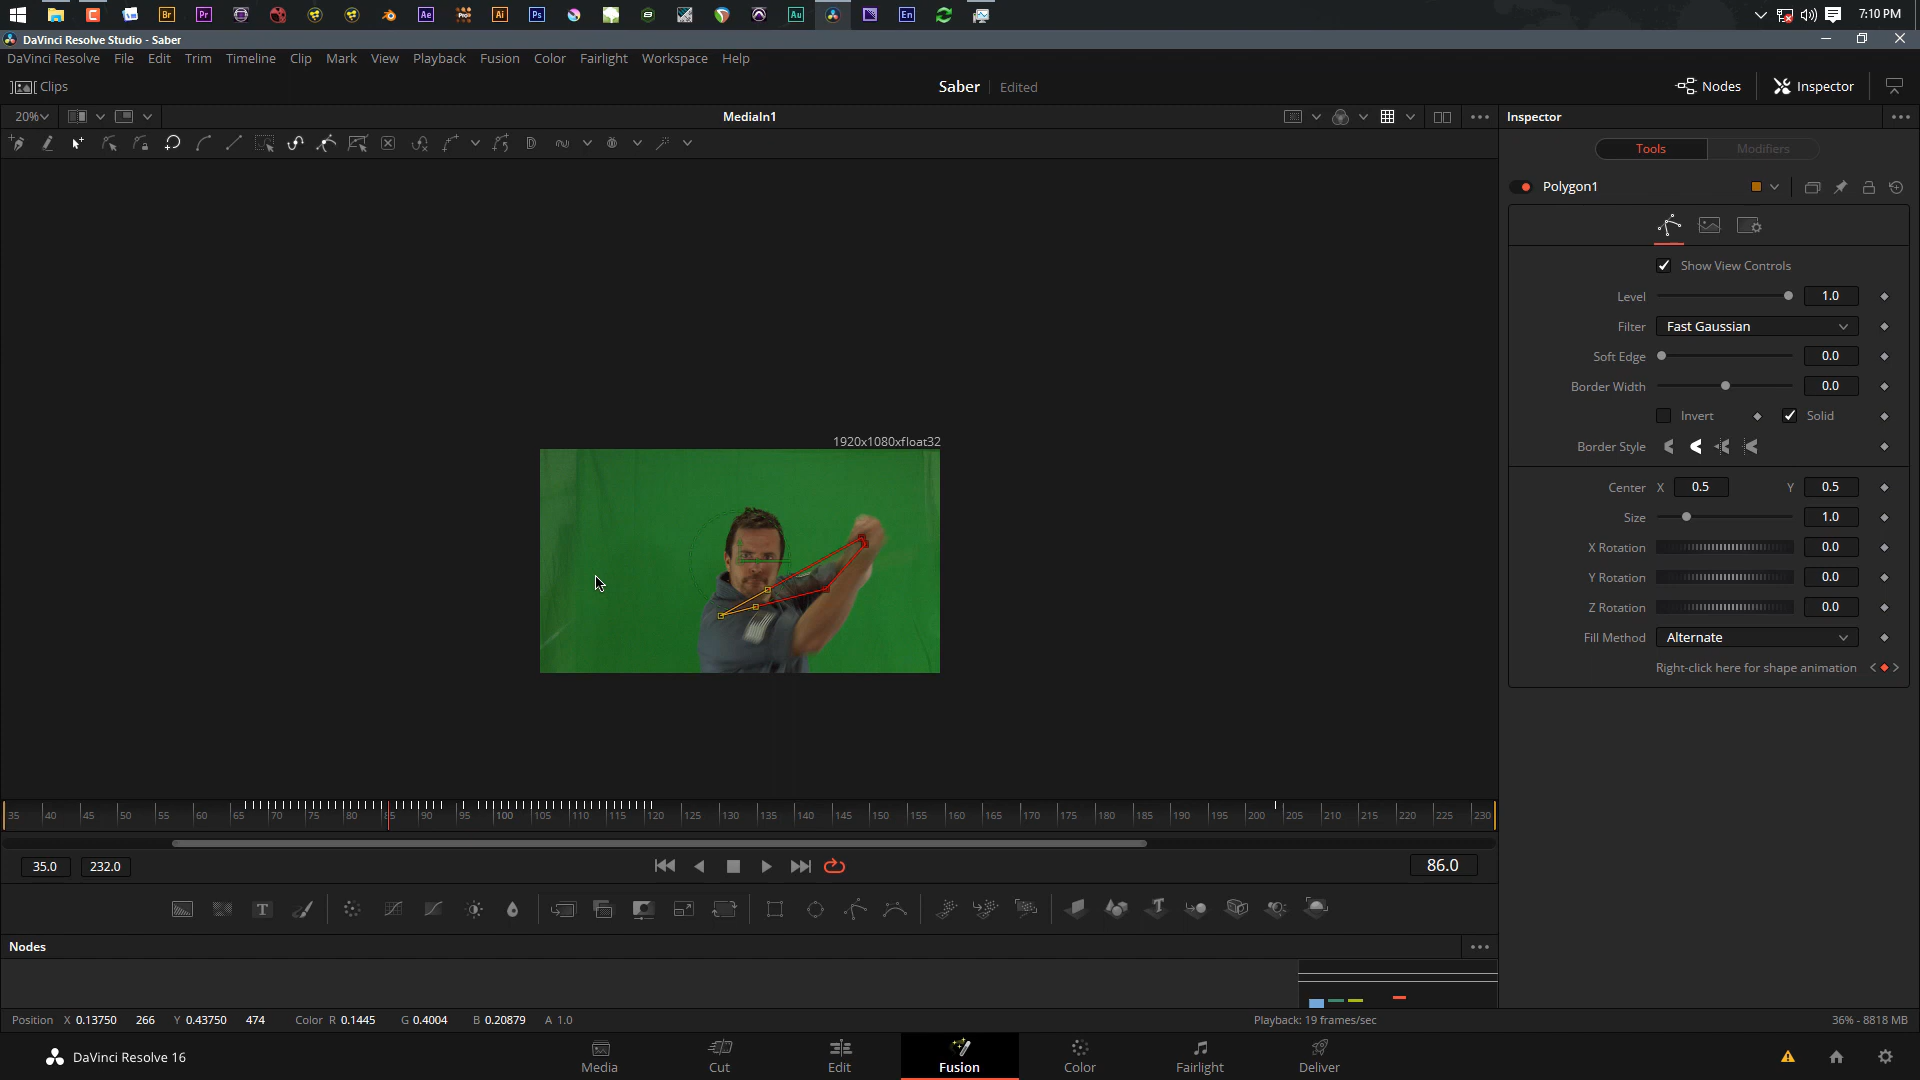 Br
Pr
Ae
Ai
Ps
Au
En
7:10 PM
DaVinci Resolve Studio - Saber
DaVinci Resolve File Edit Trim Timeline Clip Mark View Playback Fusion Color Fairlight Workspace Help
Clips
Saber Edited
Nodes Inspector
20%
MediaIn1
Inspector
Tools Modifiers
Polygon1
Show View Controls
Level 1.0
Filter Fast Gaussian
Soft Edge 0.0
Border Width 0.0
Invert Solid
Border Style
Center X 0.5 Y 0.5
Size 1.0
X Rotation 0.0
Y Rotation 0.0
Z Rotation 0.0
Fill Method Alternate
Right-click here for shape animation
1920x1080xfloat32
35 40 45 50 55 60 65 70 75 80 85 90 95 100 105 110 115 120 125 130 135 140 145 150 155 160 165 170 175 180 185 190 195 200 205 210 215 220 225 230
35.0 232.0 86.0
Nodes
Position X 0.13750 266 Y 0.43750 474 Color R 0.1445 G 0.4004 B 0.20879 A 1.0
Playback: 19 frames/sec
36% - 8818 MB
DaVinci Resolve 16
Media Cut Edit Fusion Color Fairlight Deliver